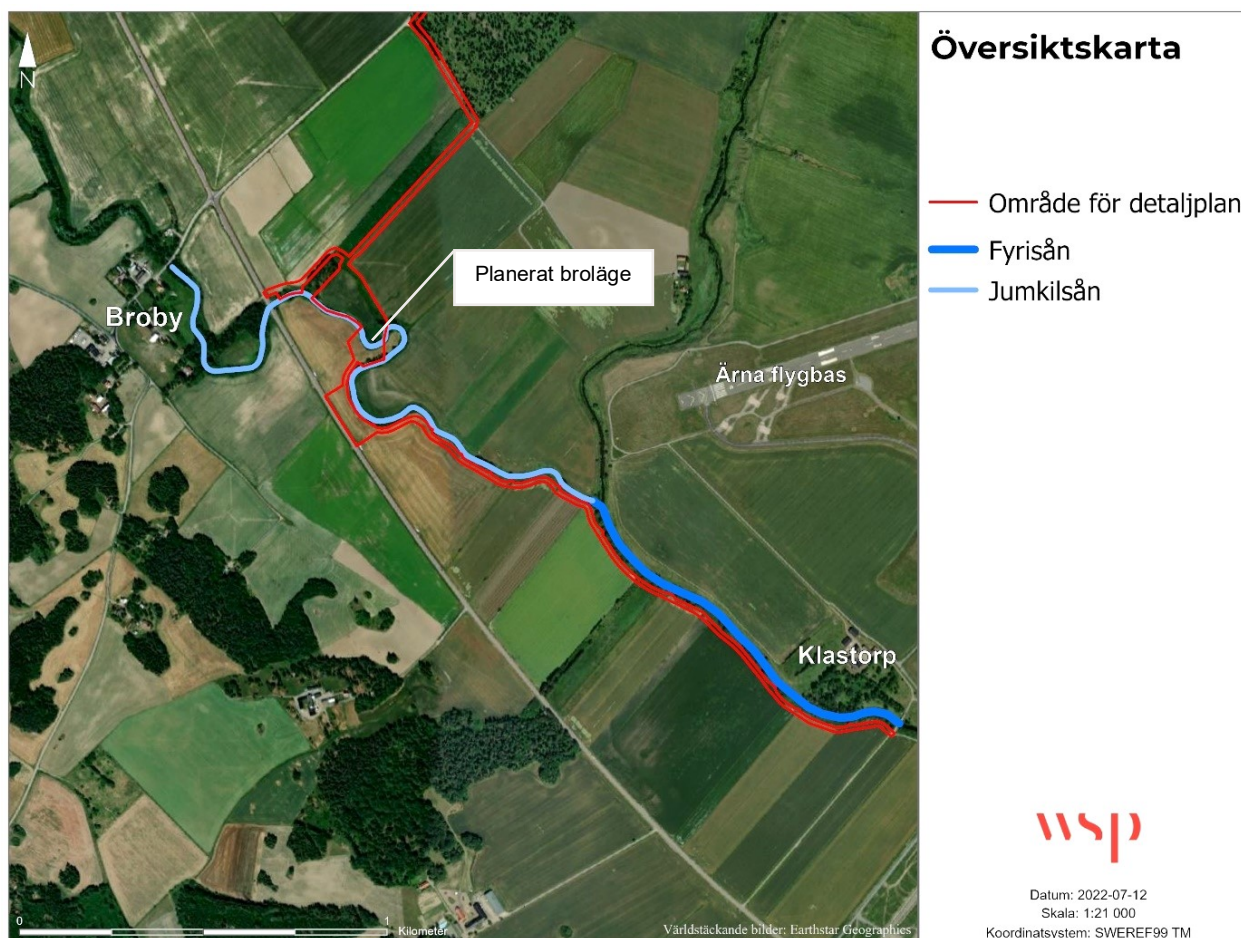 Översiktskarta
N
Område för detaljplan
Fyrisån
Jumkilsån
Planerat broläge
Broby
Ärna flygbas
Klastorp
wsp
0 1
Kilometer
Världstäckande bilder: Earthstar Geographics
Datum: 2022-07-12
Skala: 1:21 000
Koordinatsystem: SWEREF99 TM